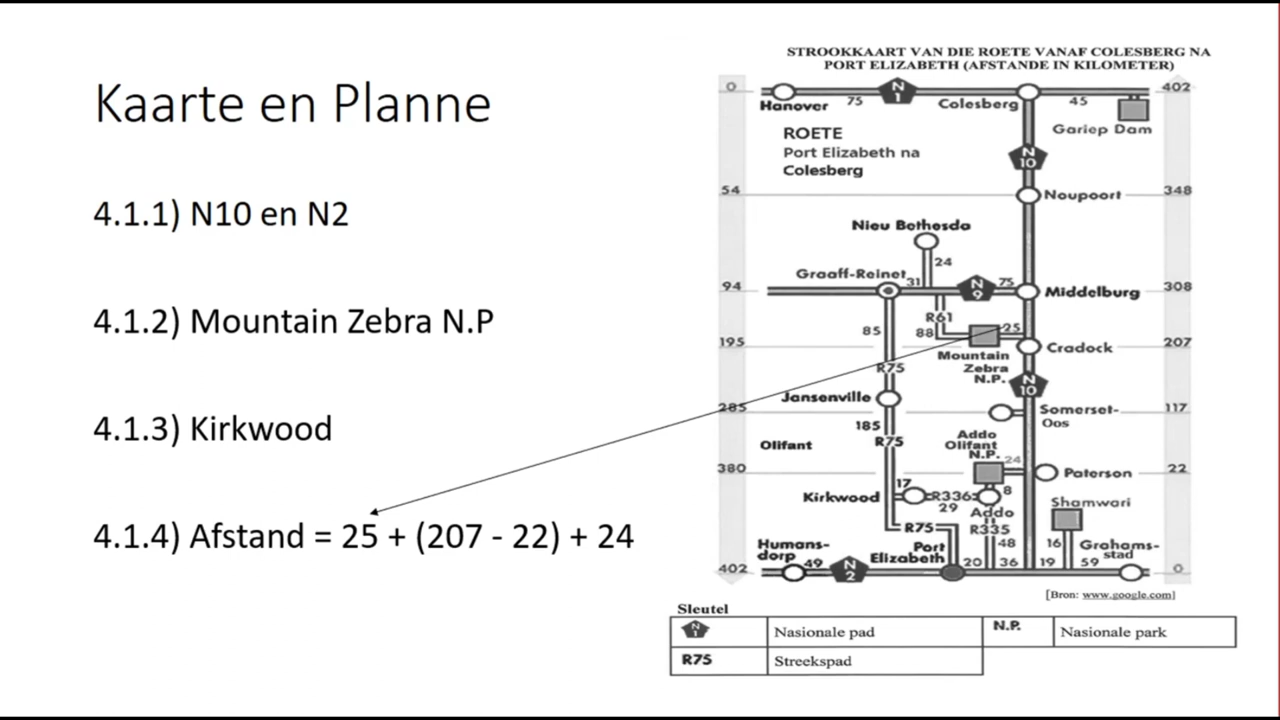 Kaarte en Planne
4.1.1) N10 en N2
4.1.2) Mountain Zebra N.P
4.1.3) Kirkwood
4.1.4) Afstand = 25 + (207 - 22) + 24
STROOKKAART VAN DIE ROETE VANAF COLESBERG NA
PORT ELIZABETH (AFSTANDE IN KILOMETER)
0
N
1
402
Hanover
75
Colesberg
45
Gariep Dam
ROETE
Port Elizabeth na
Colesberg
N
10
54
Noupoort
348
Nieu Bethesda
24
Graaff-Reinet
31
75
94
N
9
Middelburg
308
R61
85
88
25
195
Cradock
207
Mountain
Zebra
N.P.
R75
N
10
Jansenville
285
Somerset-
Oos
117
185
R75
Olifant
Addo
Olifant
N.P.
24
380
Paterson
22
17
Kirkwood
R336
29
8
Addo
Shamwari
R75
R335
Humans-
dorp
49
N
2
Port
Elizabeth
48
16
Grahams-
stad
20
36
19
59
402
0
[Bron: www.google.com]
Sleutel
N
1
Nasionale pad
N.P.
Nasionale park
R75
Streekspad